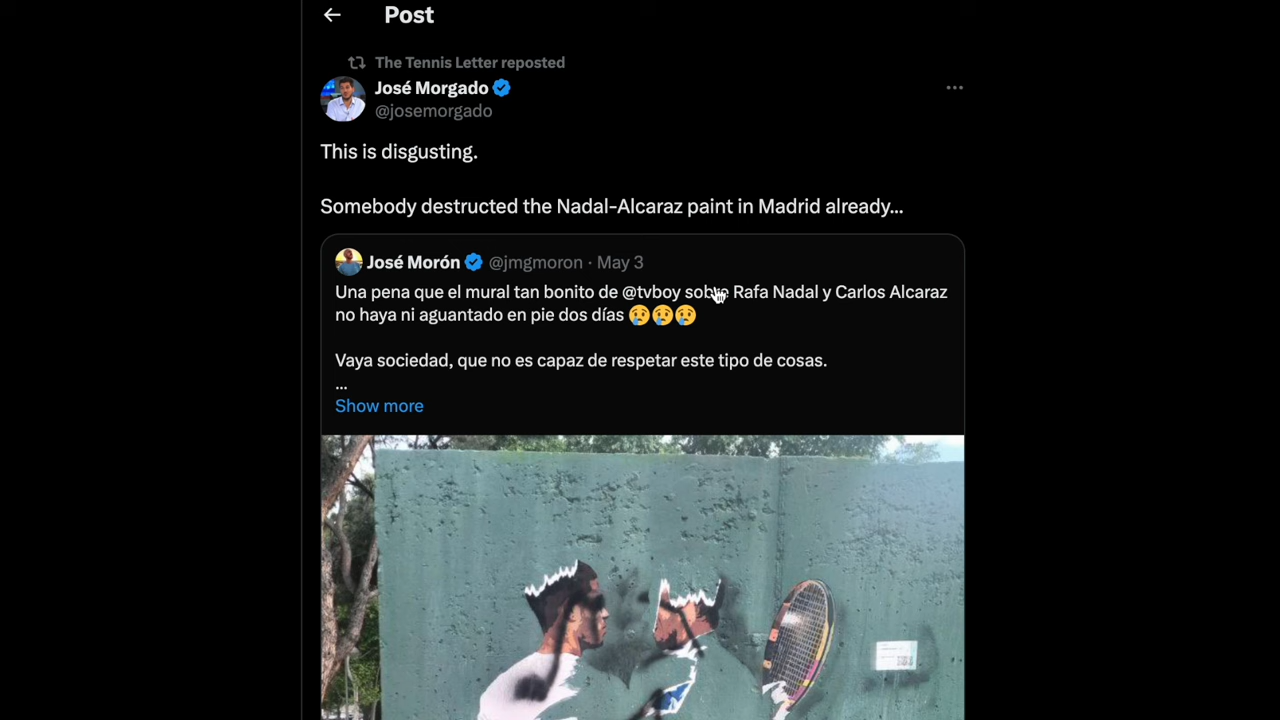 Post
The Tennis Letter reposted
José Morgado
@josemorgado
This is disgusting.
Somebody destructed the Nadal-Alcaraz paint in Madrid already...
José Morón @jmgmoron · May 3
Una pena que el mural tan bonito de @tvboy sobre Rafa Nadal y Carlos Alcaraz
no haya ni aguantado en pie dos días 😢😢😢
Vaya sociedad, que no es capaz de respetar este tipo de cosas.
...
Show more